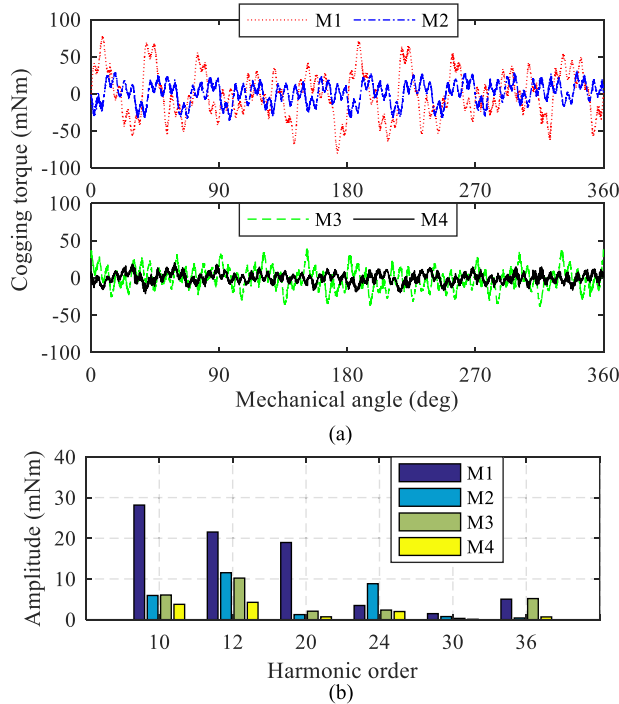 M1 M2
100
50
0
-50
-100
0 90 180 270 360
Cogging torque (mNm)
M3 M4
100
50
0
-50
-100
0 90 180 270 360
Mechanical angle (deg)
(a)
Amplitude (mNm)
40
30
20
10
0
M1
M2
M3
M4
10 12 20 24 30 36
Harmonic order
(b)